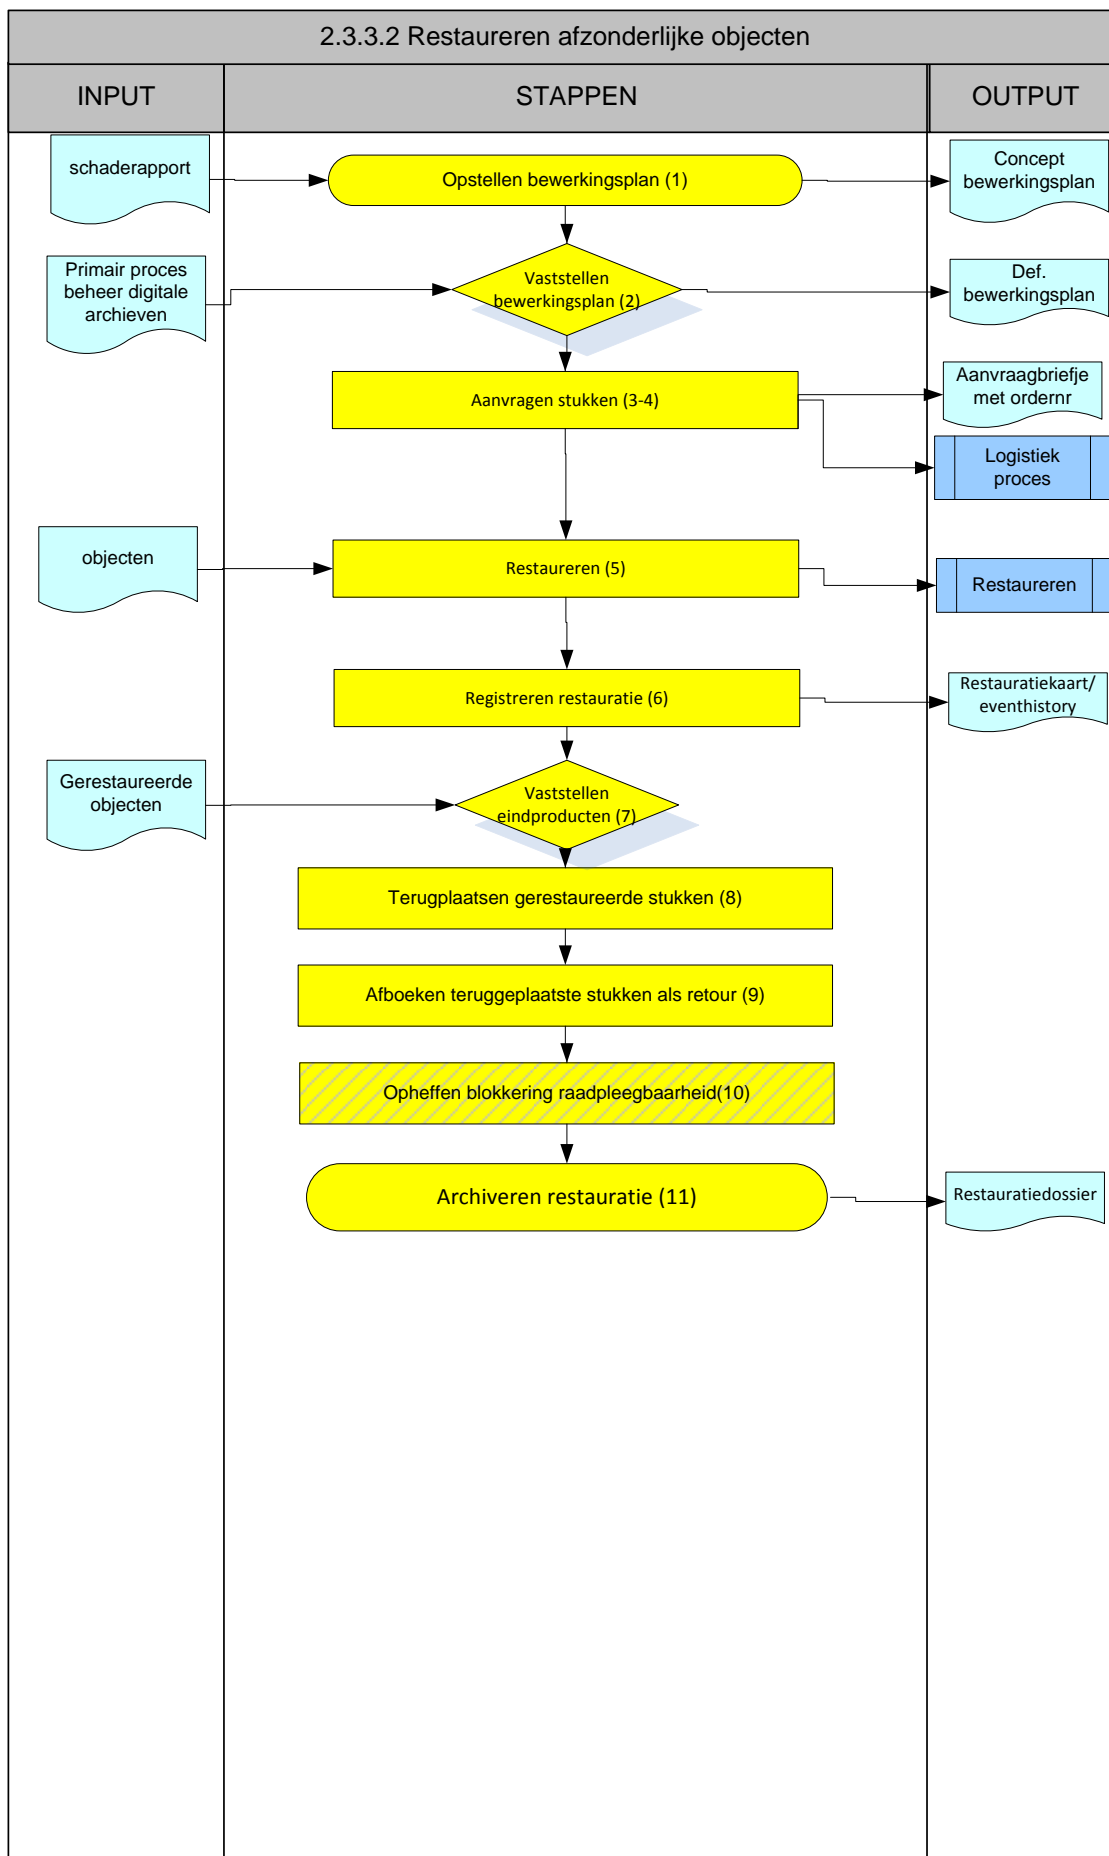 2.3.3.2 Restaureren afzonderlijke objecten
INPUT
STAPPEN
OUTPUT
schaderapport
Opstellen bewerkingsplan (1)
Concept
bewerkingsplan
Primair proces
beheer digitale
archieven
Vaststellen
bewerkingsplan (2)
Def.
bewerkingsplan
Aanvragen stukken (3-4)
Aanvraagbriefje
met ordernr
Logistiek
proces
objecten
Restaureren (5)
Restaureren
Registreren restauratie (6)
Restauratiekaart/
eventhistory
Gerestaureerde
objecten
Vaststellen
eindproducten (7)
Terugplaatsen gerestaureerde stukken (8)
Afboeken teruggeplaatste stukken als retour (9)
Opheffen blokkering raadpleegbaarheid(10)
Archiveren restauratie (11)
Restauratiedossier